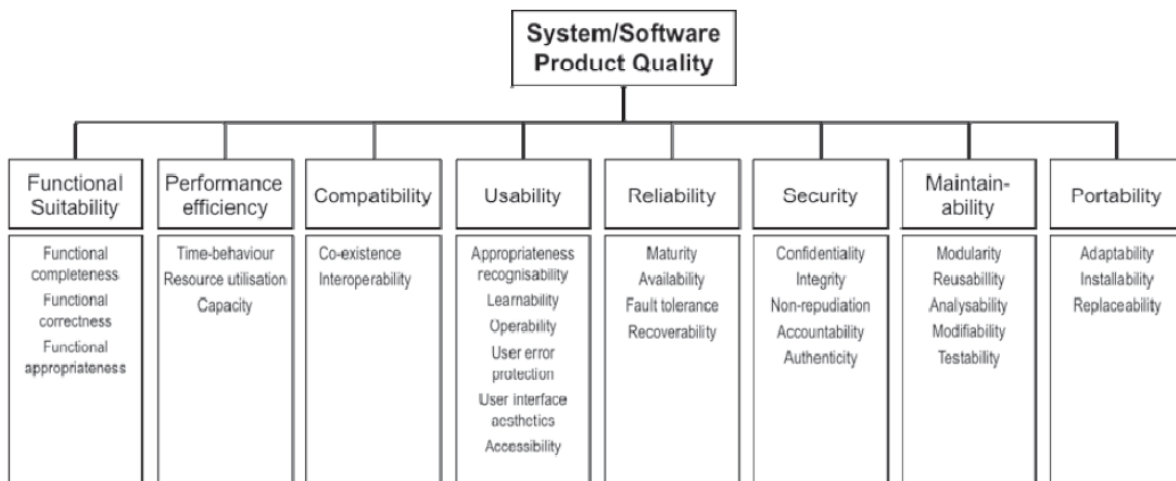 System/Software
Product Quality
Functional
Suitability
Functional
completeness
Functional
correctness
Functional
appropriateness
Performance
efficiency
Time-behaviour
Resource utilisation
Capacity
Compatibility
Co-existence
Interoperability
Usability
Appropriateness
recognisability
Learnability
Operability
User error
protection
User interface
aesthetics
Accessibility
Reliability
Maturity
Availability
Fault tolerance
Recoverability
Security
Confidentiality
Integrity
Non-repudiation
Accountability
Authenticity
Maintain-
ability
Modularity
Reusabillity
Analysability
Modifiability
Testability
Portability
Adaptability
Installability
Replaceability